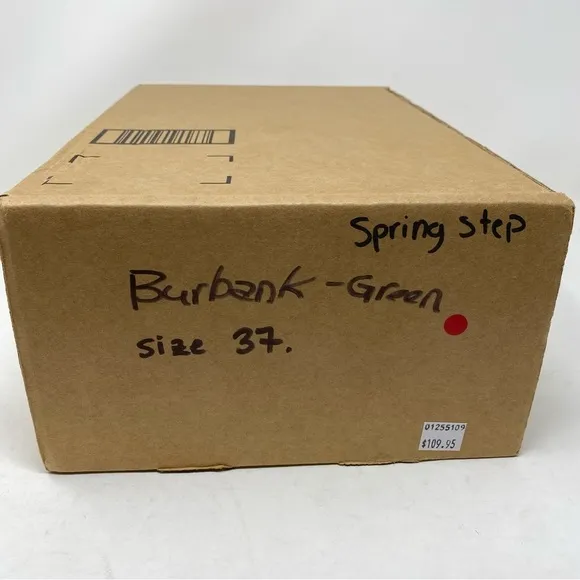 Spring Step
Burbank - Green
size 37.
01255109
$109.95